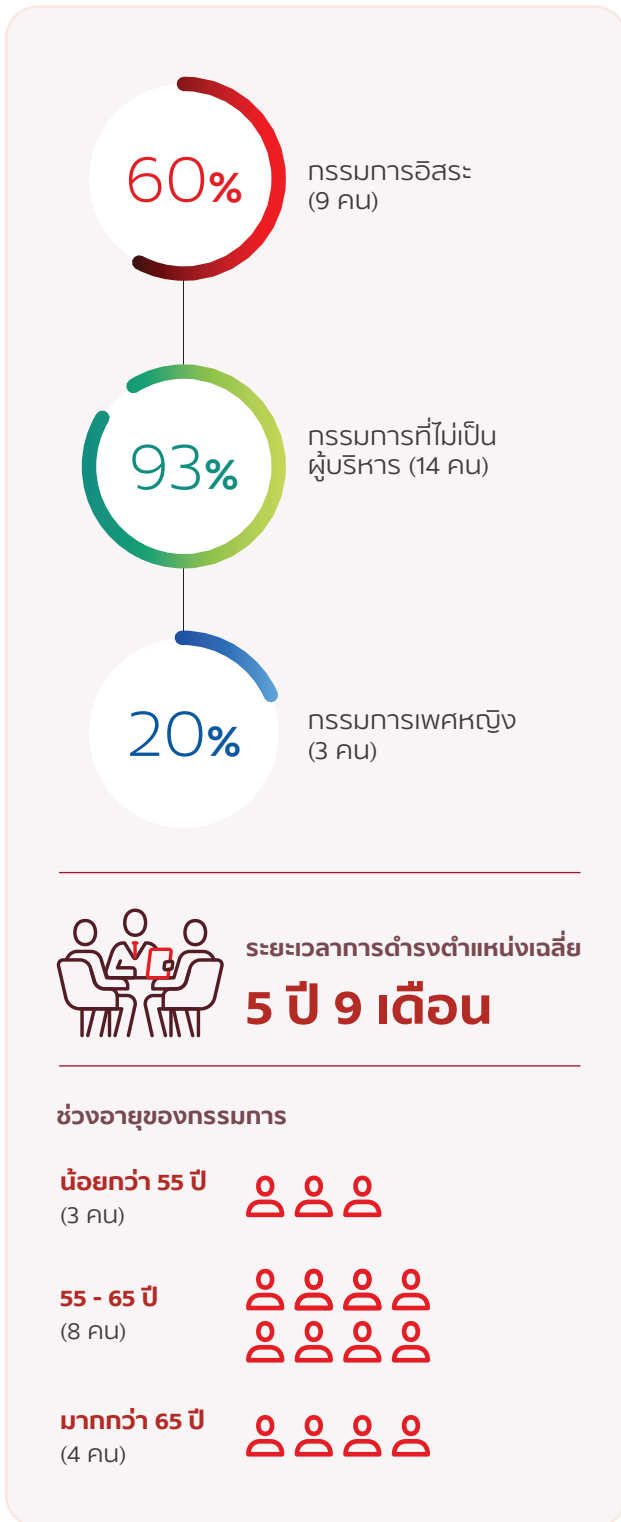 60%
กรรมการอิสระ
(9 คน)
93%
กรรมการที่ไม่เป็น
ผู้บริหาร (14 คน)
20%
กรรมการเพศหญิง
(3 คน)
ระยะเวลาการดำรงตำแหน่งเฉลี่ย
5 ปี 9 เดือน
ช่วงอายุของกรรมการ
น้อยกว่า 55 ปี
(3 คน)
55 - 65 ปี
(8 คน)
มากกว่า 65 ปี
(4 คน)